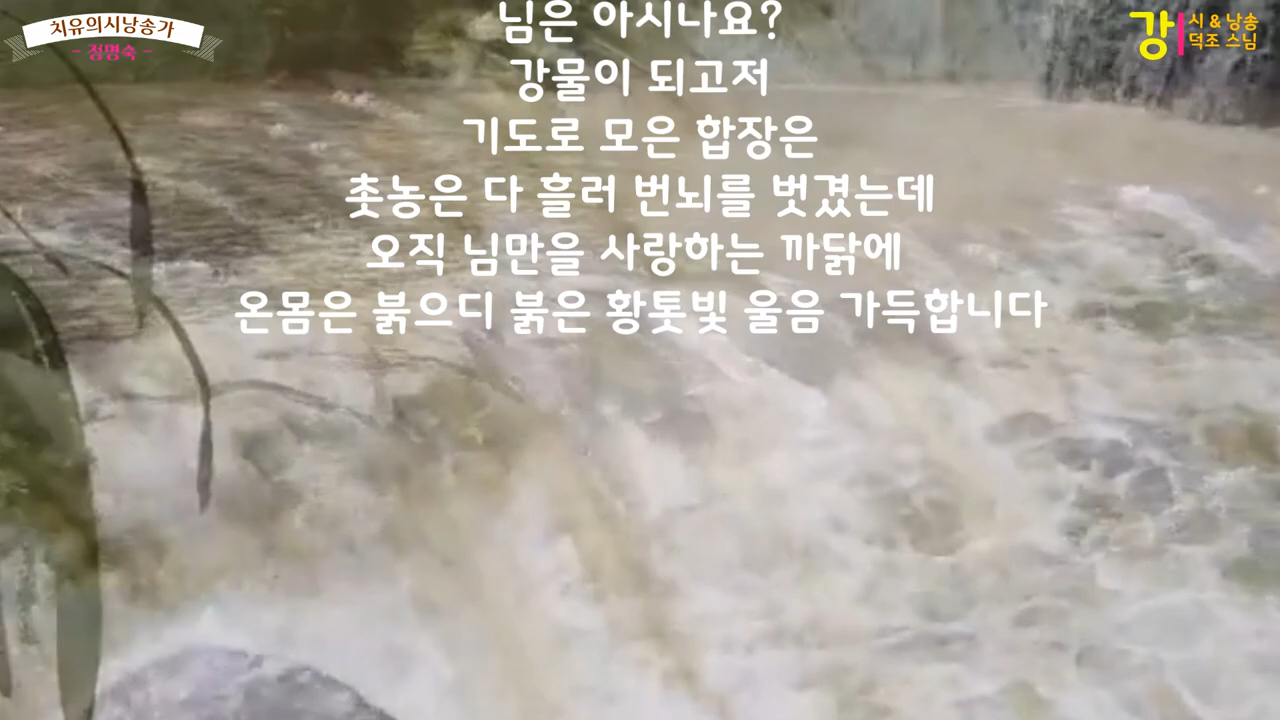 치유의시낭송가
- 정명숙 -
강
시 & 낭송
덕조 스님
님은 아시나요?
강물이 되고저
기도로 모은 합장은
촛농은 다 흘러 번뇌를 벗겼는데
오직 님만을 사랑하는 까닭에
온몸은 붉으디 붉은 황톳빛 울음 가득합니다